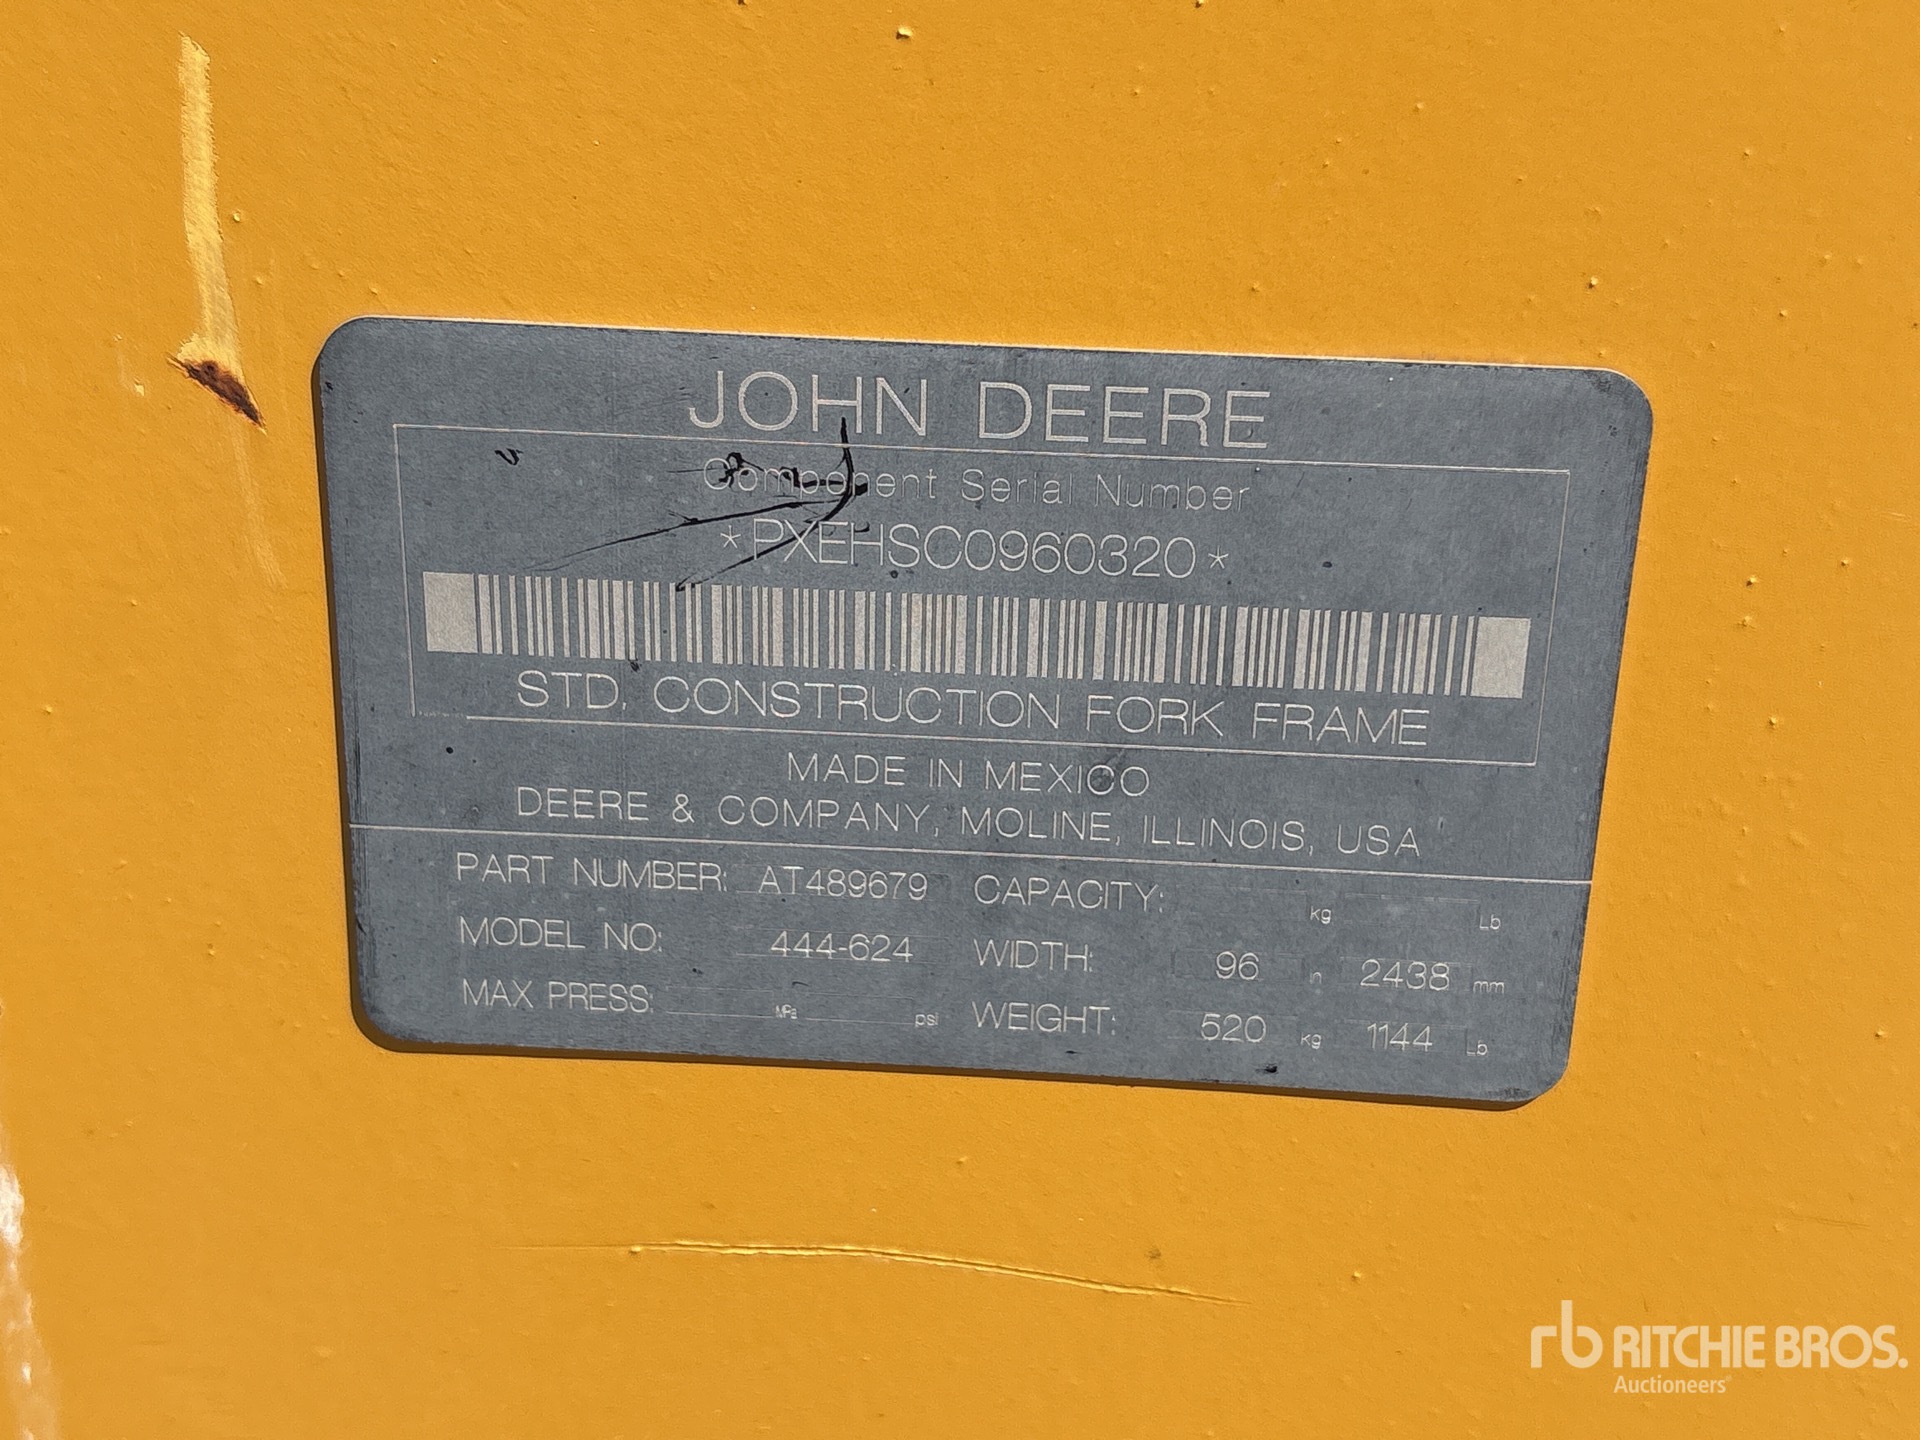 JOHN DEERE
Component Serial Number
*PXEHSC0960320*
STD. CONSTRUCTION FORK FRAME
MADE IN MEXICO
DEERE & COMPANY, MOLINE, ILLINOIS, USA
PART NUMBER: AT489679 CAPACITY: kg Lb
MODEL NO: 444-624 WIDTH: 96 in 2438 mm
MAX PRESS: MPa psi WEIGHT: 520 kg 1144 Lb
rb RITCHIE BROS.
Auctioneers